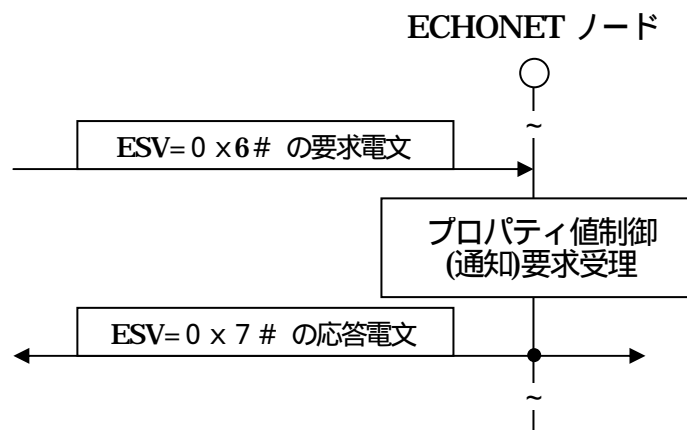 ECHONET ノード
~
ESV=０ｘ6＃ の要求電文
プロパティ値制御
(通知)要求受理
ESV=０ｘ７＃ の応答電文
~